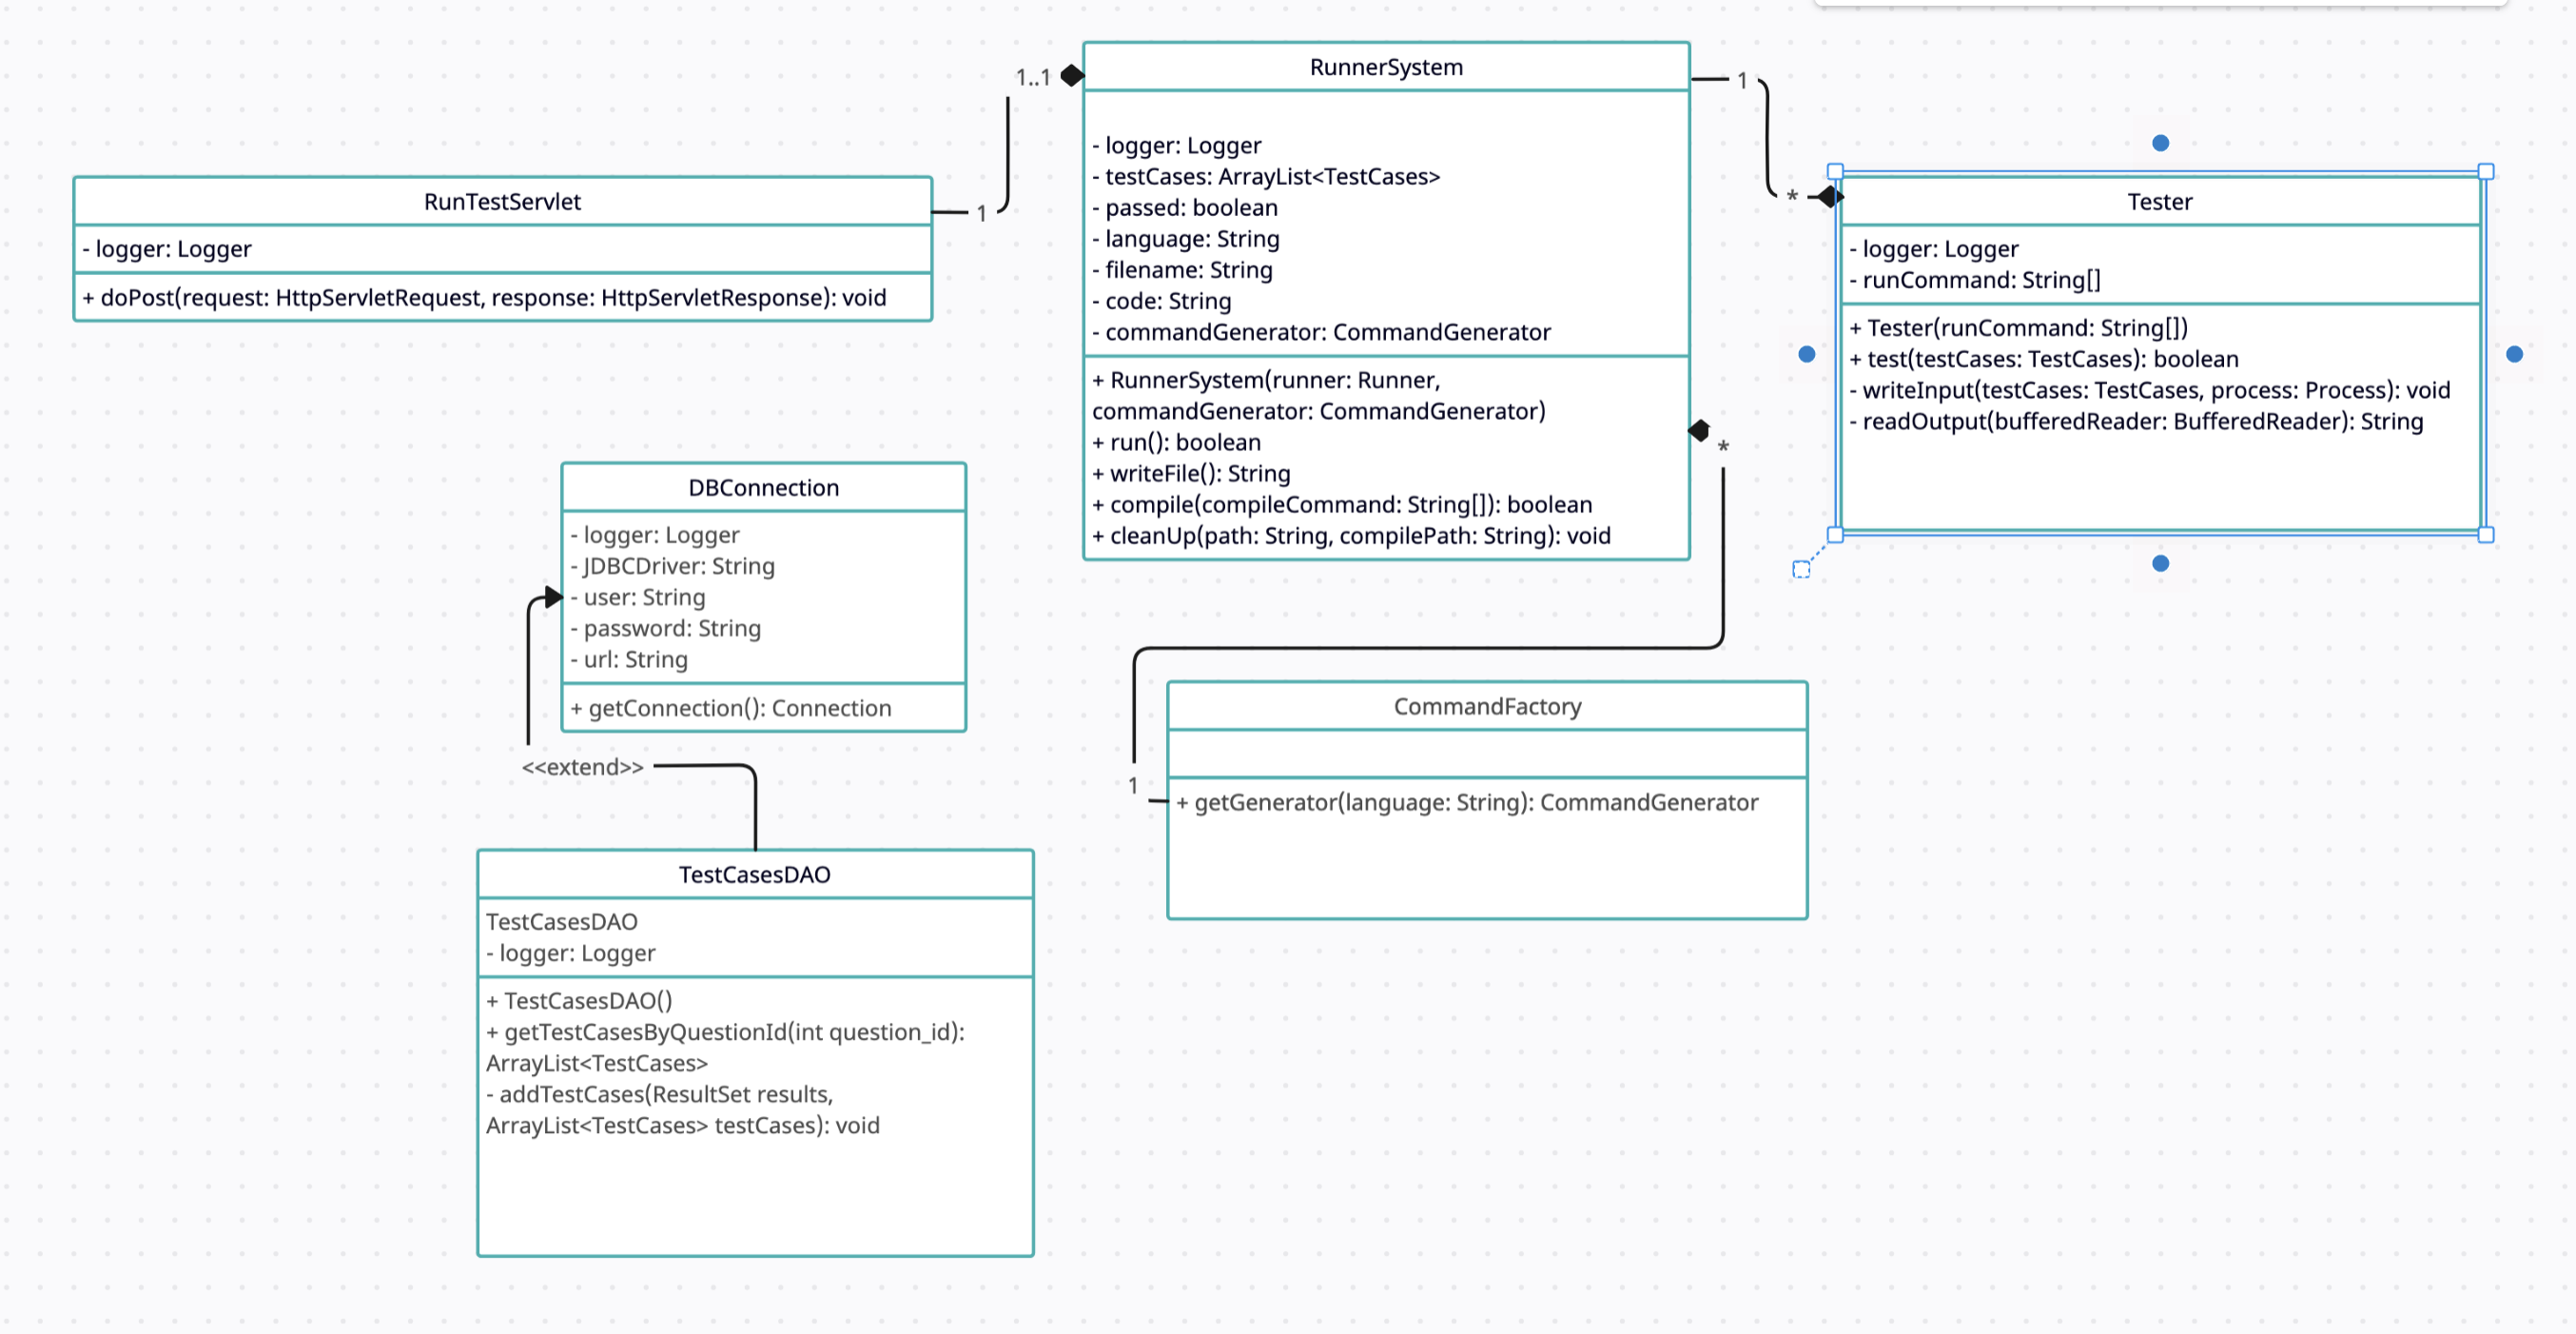 RunTestServlet
- logger: Logger
+ doPost(request: HttpServletRequest, response: HttpServletResponse): void
1
1..1
RunnerSystem
- logger: Logger
- testCases: ArrayList<TestCases>
- passed: boolean
- language: String
- filename: String
- code: String
- commandGenerator: CommandGenerator
+ RunnerSystem(runner: Runner,
commandGenerator: CommandGenerator)
+ run(): boolean
+ writeFile(): String
+ compile(compileCommand: String[]): boolean
+ cleanUp(path: String, compilePath: String): void
1
*
Tester
- logger: Logger
- runCommand: String[]
+ Tester(runCommand: String[])
+ test(testCases: TestCases): boolean
- writeInput(testCases: TestCases, process: Process): void
- readOutput(bufferedReader: BufferedReader): String
*
1
DBConnection
- logger: Logger
- JDBCDriver: String
- user: String
- password: String
- url: String
+ getConnection(): Connection
<<extend>>
CommandFactory
+ getGenerator(language: String): CommandGenerator
TestCasesDAO
TestCasesDAO
- logger: Logger
+ TestCasesDAO()
+ getTestCasesByQuestionId(int question_id):
ArrayList<TestCases>
- addTestCases(ResultSet results,
ArrayList<TestCases> testCases): void